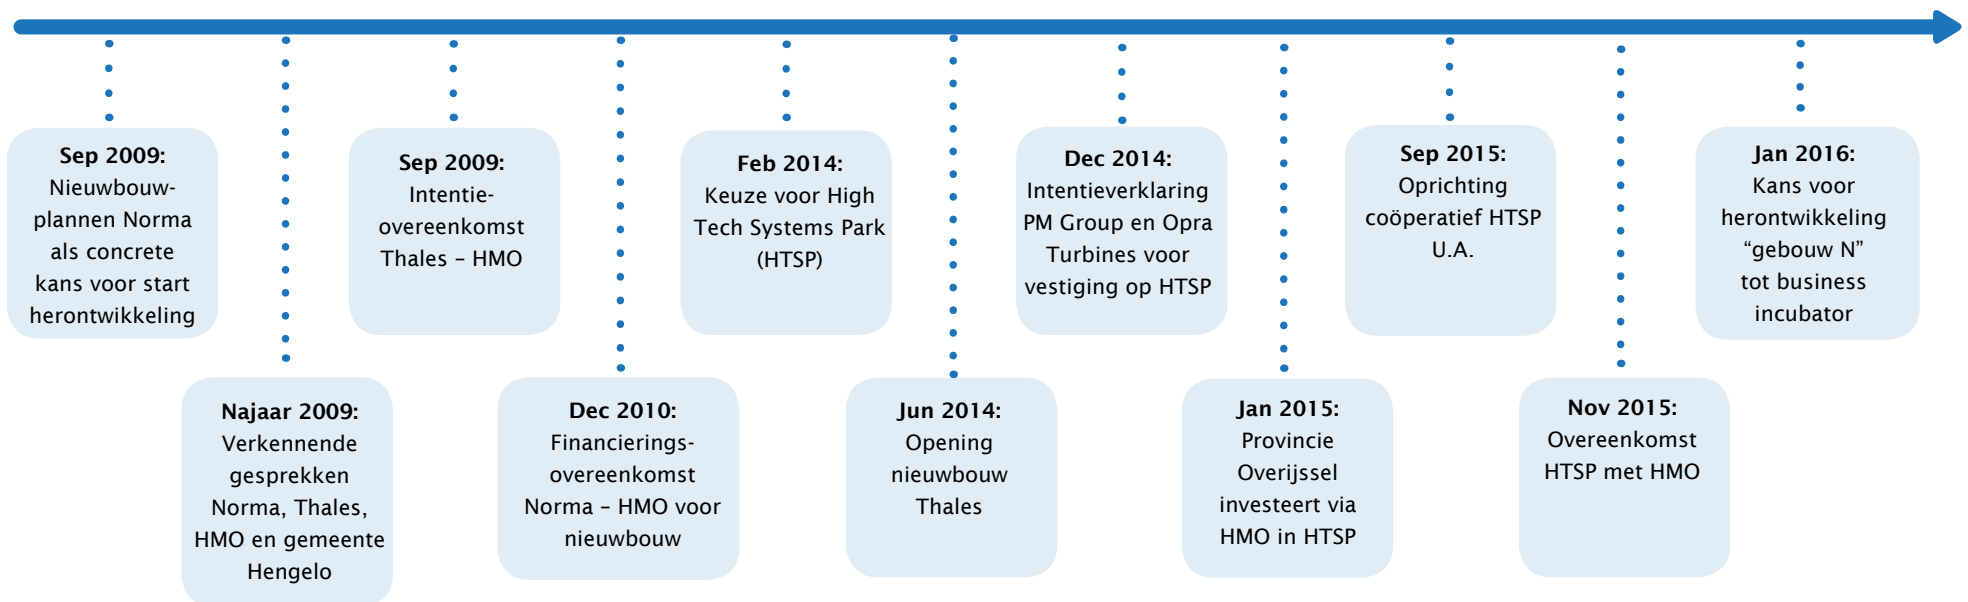 Sep 2009:
Nieuwbouw-
plannen Norma
als concrete
kans voor start
herontwikkeling
Najaar 2009:
Verkennende
gesprekken
Norma, Thales,
HMO en gemeente
Hengelo
Sep 2009:
Intentie-
overeenkomst
Thales – HMO
Dec 2010:
Financierings-
overeenkomst
Norma – HMO voor
nieuwbouw
Feb 2014:
Keuze voor High
Tech Systems Park
(HTSP)
Jun 2014:
Opening
nieuwbouw
Thales
Dec 2014:
Intentieverklaring
PM Group en Opra
Turbines voor
vestiging op HTSP
Jan 2015:
Provincie
Overijssel
investeert via
HMO in HTSP
Sep 2015:
Oprichting
coöperatief HTSP
U.A.
Nov 2015:
Overeenkomst
HTSP met HMO
Jan 2016:
Kans voor
herontwikkeling
“gebouw N”
tot business
incubator